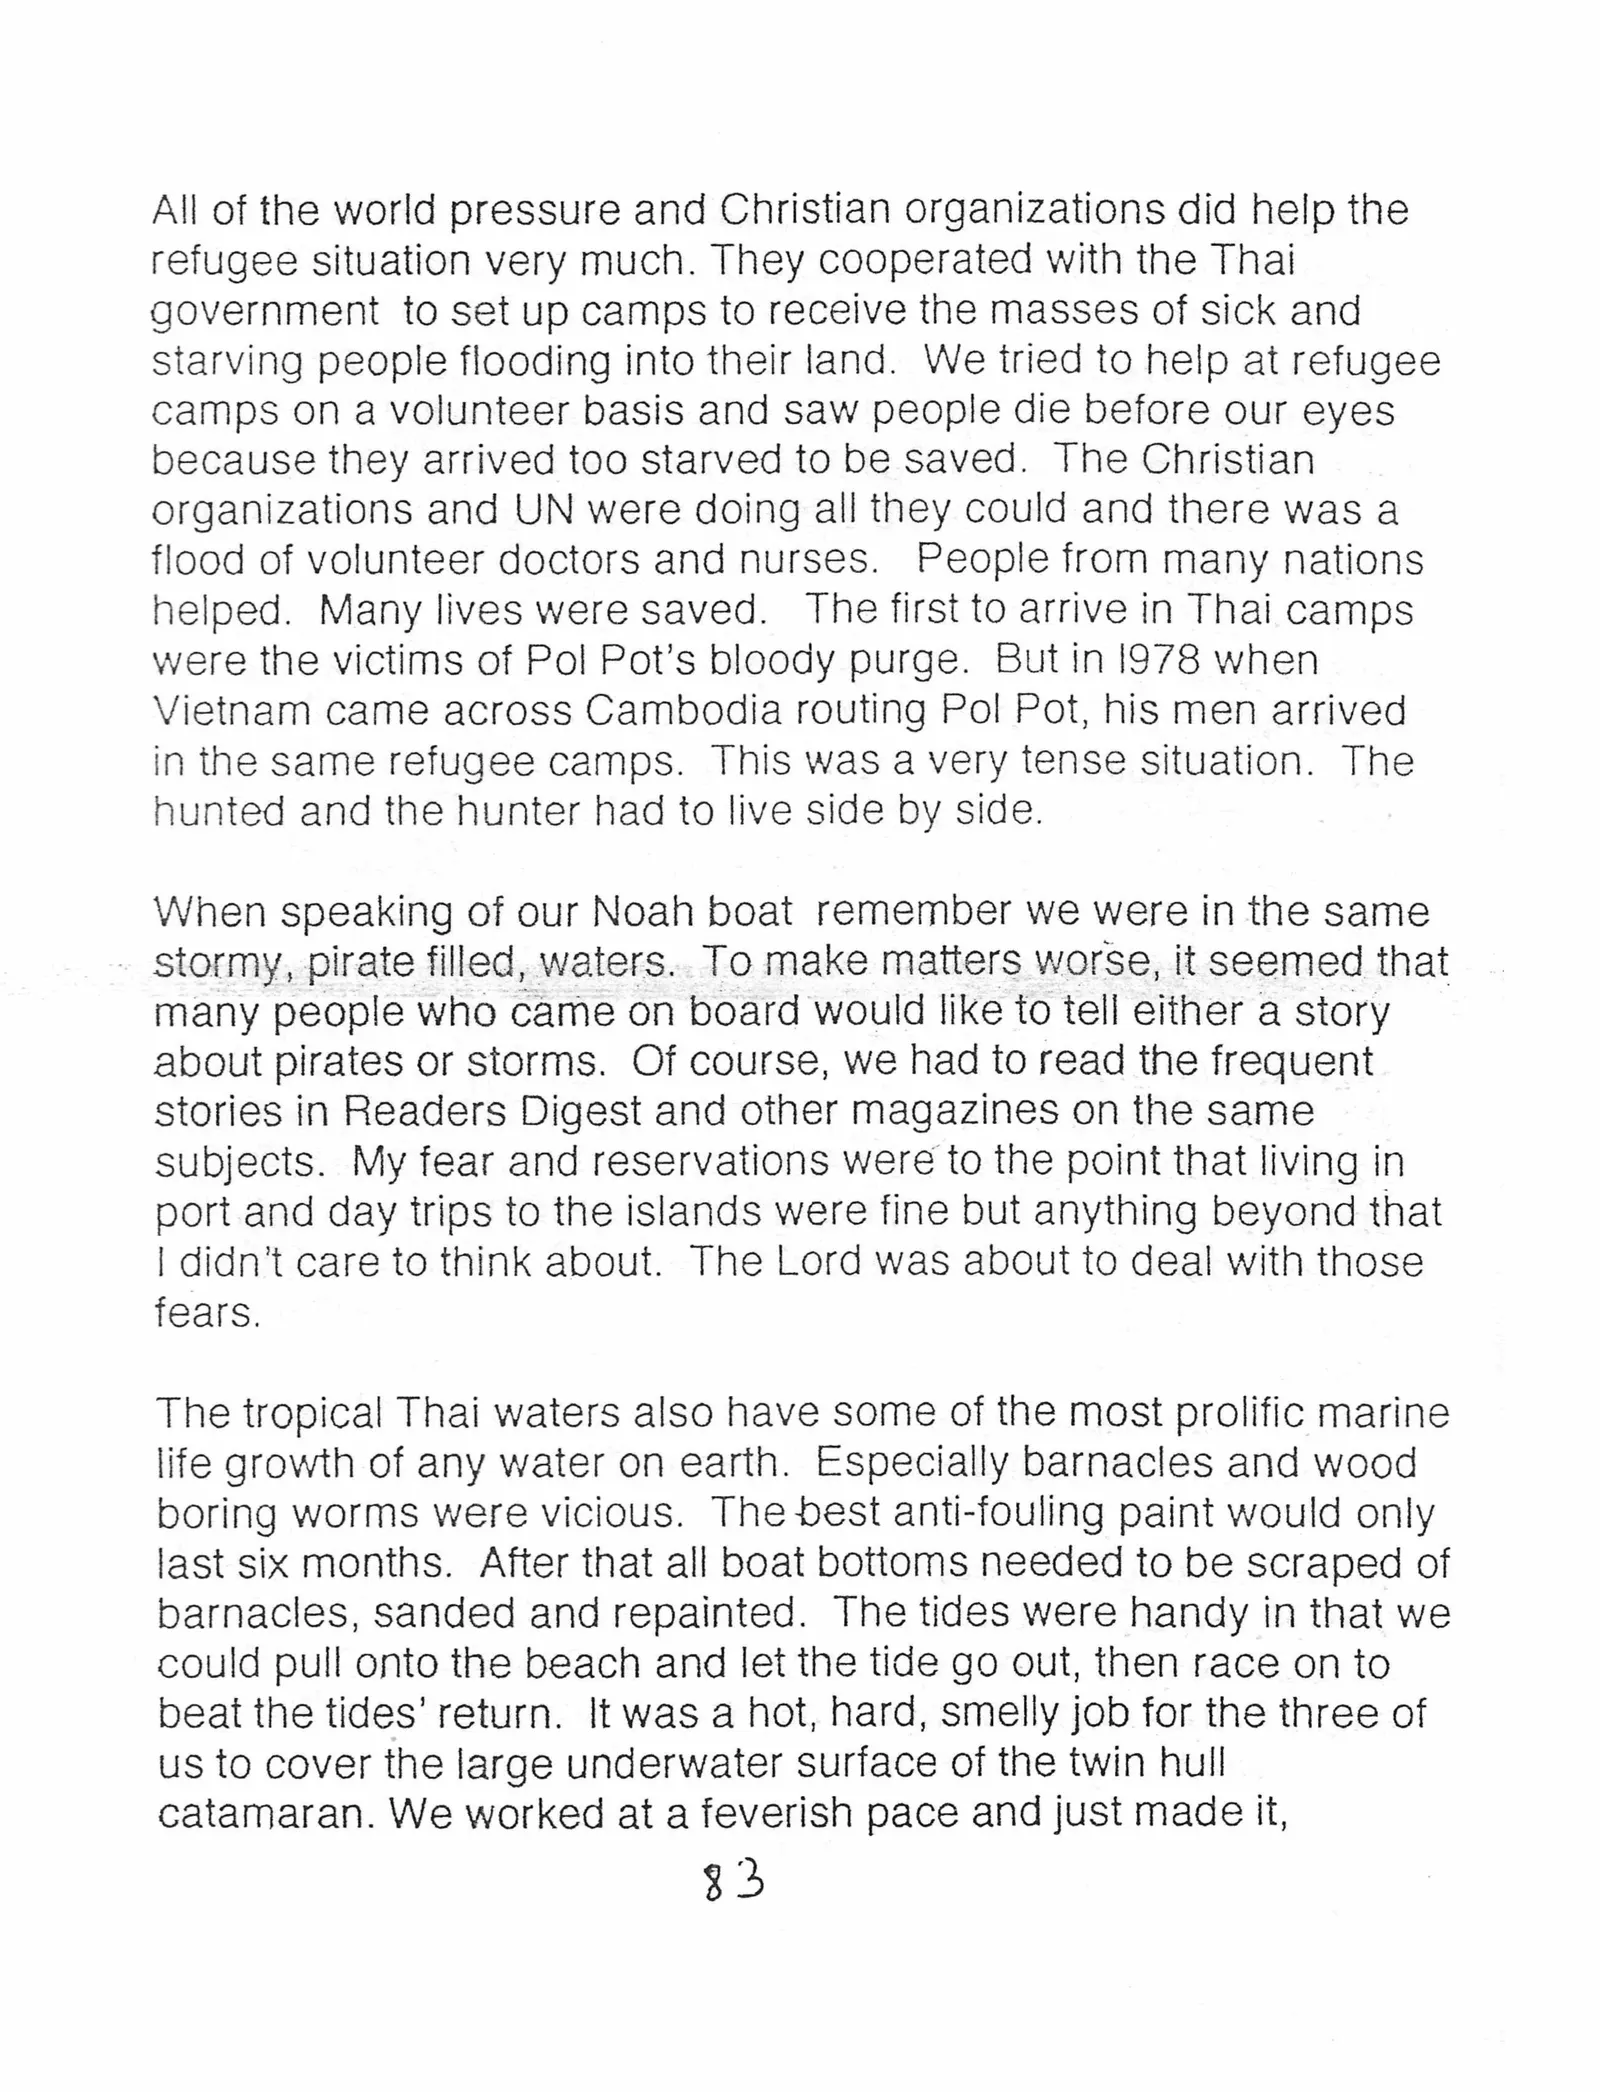 All of the world pressure and Christian organizations did help the
refugee situation very much. They cooperated with the Thai
government to set up camps to receive the masses of sick and
starving people flooding into their land. We tried to help at refugee
camps on a volunteer basis and saw people die before our eyes
because they arrived too starved to be saved. The Christian
organizations and UN were doing all they could and there was a
flood of volunteer doctors and nurses. People from many nations
helped. Many lives were saved. The first to arrive in Thai camps
were the victims of Pol Pot's bloody purge. But in 1978 when
Vietnam came across Cambodia routing Pol Pot, his men arrived
in the same refugee camps. This was a very tense situation. The
hunted and the hunter had to live side by side.

When speaking of our Noah boat remember we were in the same
stormy, pirate filled, waters. To make matters worse, it seemed that
many people who came on board would like to tell either a story
about pirates or storms. Of course, we had to read the frequent
stories in Readers Digest and other magazines on the same
subjects. My fear and reservations were to the point that living in
port and day trips to the islands were fine but anything beyond that
I didn't care to think about. The Lord was about to deal with those
fears.

The tropical Thai waters also have some of the most prolific marine
life growth of any water on earth. Especially barnacles and wood
boring worms were vicious. The best anti-fouling paint would only
last six months. After that all boat bottoms needed to be scraped of
barnacles, sanded and repainted. The tides were handy in that we
could pull onto the beach and let the tide go out, then race on to
beat the tides' return. It was a hot, hard, smelly job for the three of
us to cover the large underwater surface of the twin hull
catamaran. We worked at a feverish pace and just made it,
83